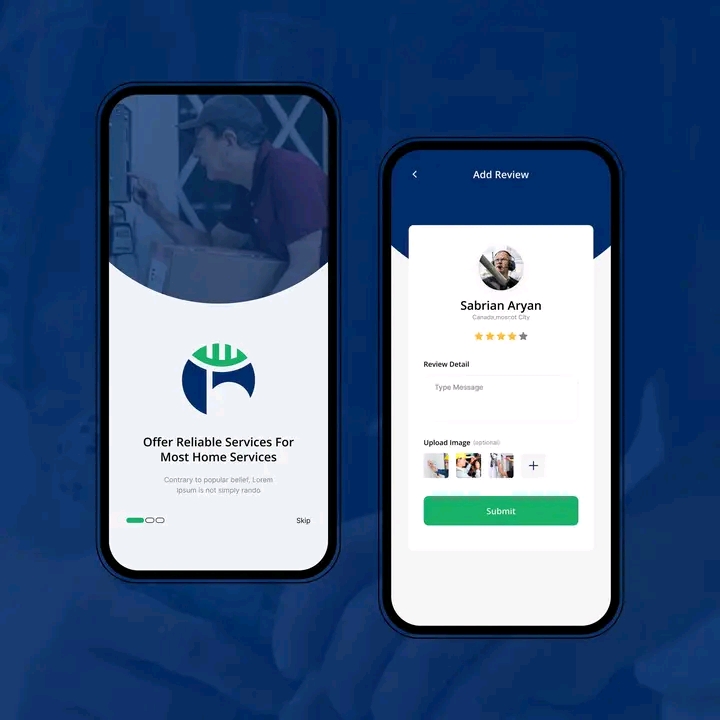 Offer Reliable Services For
Most Home Services
Contrary to popular belief, Lorem
Ipsum is not simply rando
Skip
Add Review
Sabrian Aryan
Canada,moscot City
Review Detail
Type Message
Upload Image (optional)
Submit